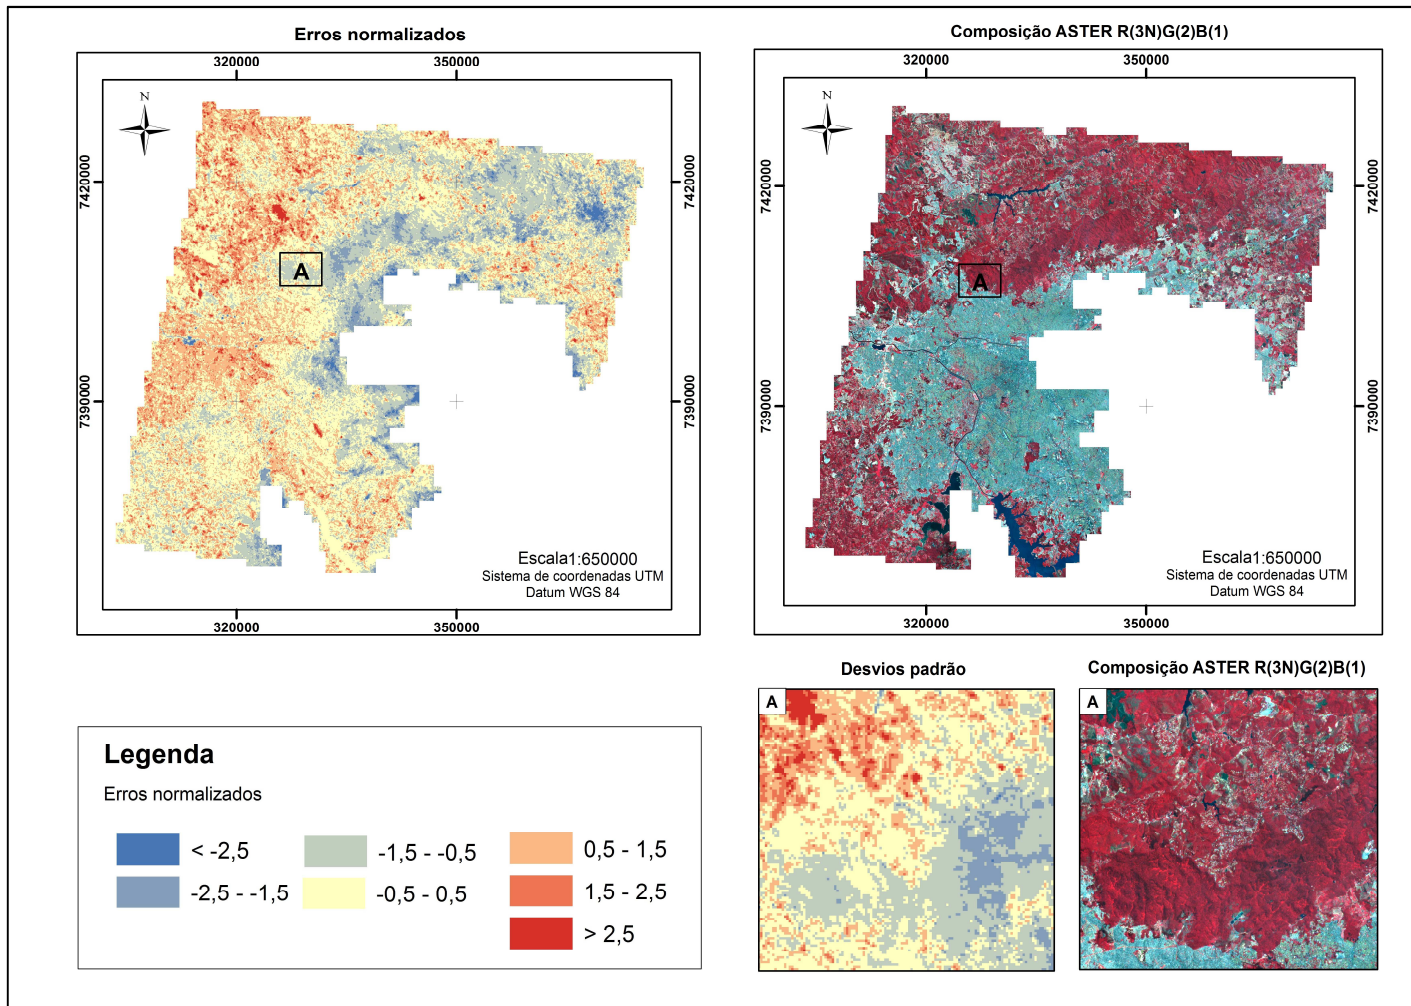 Erros normalizados
320000
350000
N
7420000
7420000
A
7390000
7390000
Escala1:650000
Sistema de coordenadas UTM
Datum WGS 84
320000
350000
Composição ASTER R(3N)G(2)B(1)
320000
350000
N
7420000
7420000
A
7390000
7390000
Escala1:650000
Sistema de coordenadas UTM
Datum WGS 84
320000
350000
Legenda
Erros normalizados
< -2,5
-2,5 - -1,5
-1,5 - -0,5
-0,5 - 0,5
0,5 - 1,5
1,5 - 2,5
> 2,5
Desvios padrão
A
Composição ASTER R(3N)G(2)B(1)
A